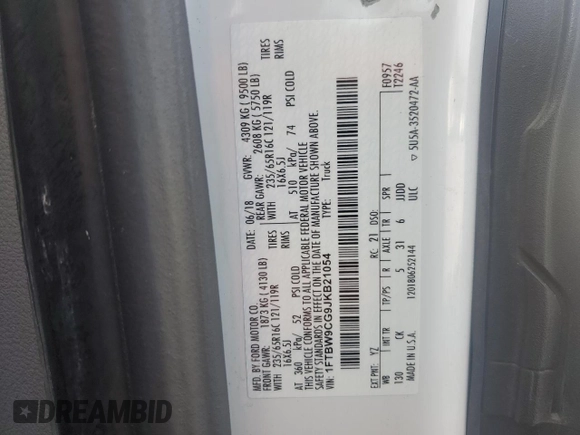 MFD. BY FORD MOTOR CO.
DATE: 06/18
GVWR: 4309 KG ( 9500 LB)
FRONT GAWR: 1873 KG ( 4130 LB)
REAR GAWR: 2608 KG ( 5750 LB)
WITH 235/65R16C 121/119R TIRES
WITH 235/65R16C 121/119R TIRES
16X6.5J RIMS
16X6.5J RIMS
AT 360 kPa/ 52 PSI COLD
AT 510 kPa/ 74 PSI COLD
THIS VEHICLE CONFORMS TO ALL APPLICABLE FEDERAL MOTOR VEHICLE
SAFETY STANDARDS IN EFFECT ON THE DATE OF MANUFACTURE SHOWN ABOVE.
VIN: 1FTBW9CG9JKB21054
TYPE: Truck
F0957
T2246
EXT PNT: YZ RC: 21 DSO:
WB INT TR TP/PS R AXLE TR SPR
130 CK 5 31 6 JJDD
ULC
1201806252144
MADE IN U.S.A.
▽ 5U5A-3520472-AA
DREAMBID